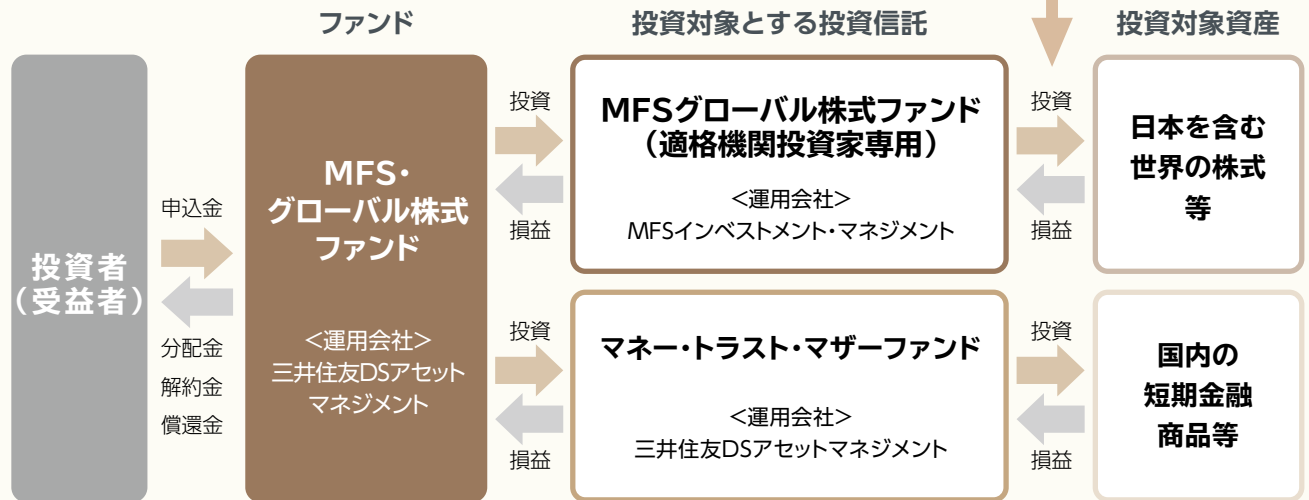 ファンド
投資対象とする投資信託
投資対象資産
投資者
（受益者）
申込金
分配金
解約金
償還金
MFS・
グローバル株式
ファンド
＜運用会社＞
三井住友DSアセット
マネジメント
投資
損益
MFSグローバル株式ファンド
（適格機関投資家専用）
＜運用会社＞
MFSインベストメント・マネジメント
投資
損益
日本を含む
世界の株式
等
投資
損益
マネー・トラスト・マザーファンド
＜運用会社＞
三井住友DSアセットマネジメント
投資
損益
国内の
短期金融
商品等